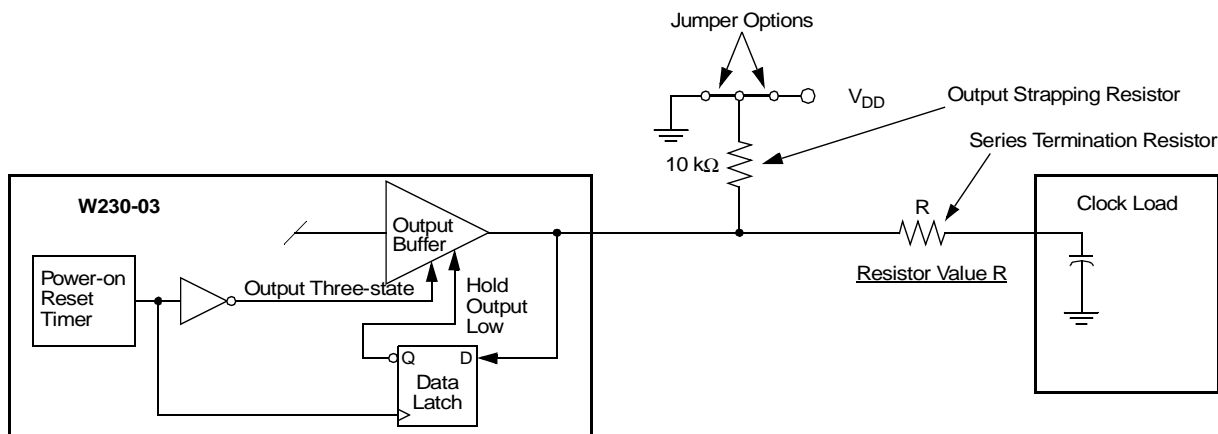 Jumper Options
V_DD
Output Strapping Resistor
10 kΩ
Series Termination Resistor
W230-03
Output
Buffer
R
Clock Load
Resistor Value R
Power-on
Reset
Timer
Output Three-state
Hold
Output
Low
Q
D
Data
Latch